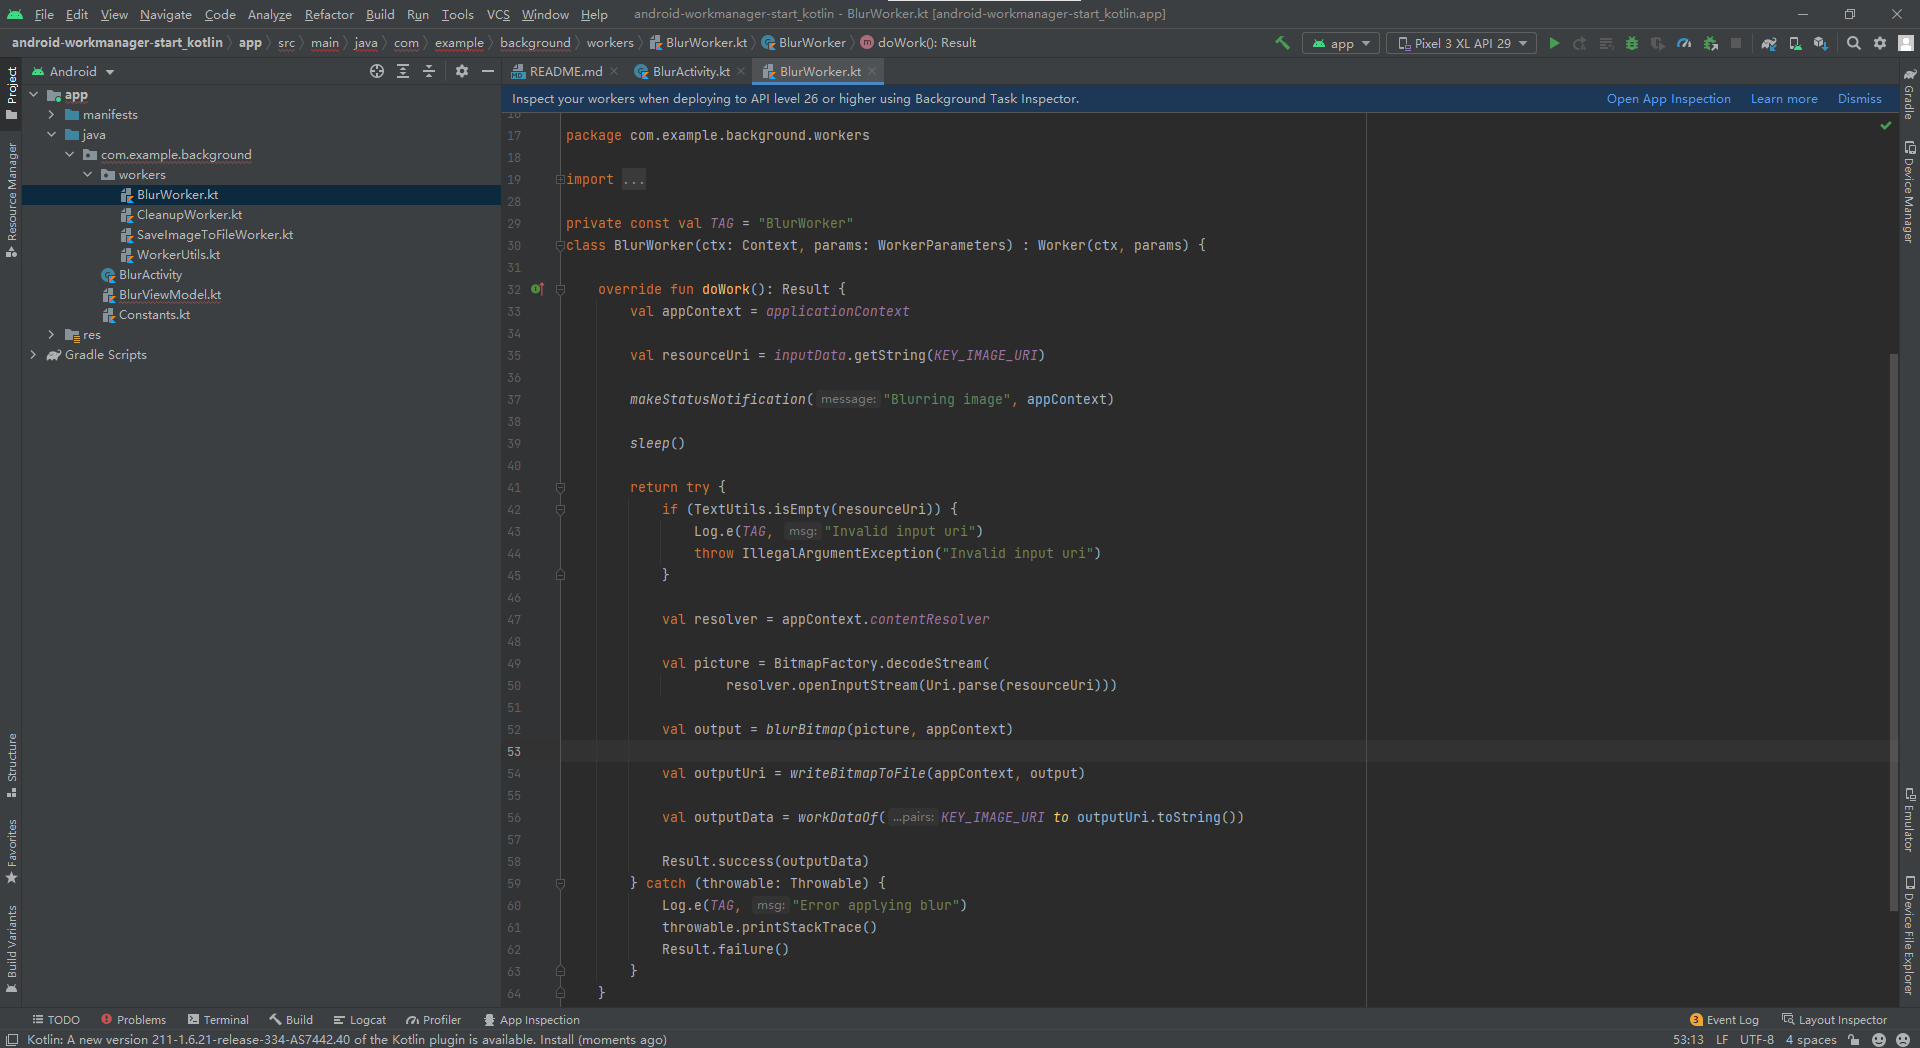 File Edit View Navigate Code Analyze Refactor Build Run Tools VCS Window Help android-workmanager-start_kotlin - BlurWorker.kt [android-workmanager-start_kotlin.app]
android-workmanager-start_kotlin app src main java com example background workers BlurWorker.kt BlurWorker doWork(): Result app Pixel 3 XL API 29
Project
Resource Manager
Structure
Favorites
Build Variants
Android
app
manifests
java
com.example.background
workers
BlurWorker.kt
CleanupWorker.kt
SaveImageToFileWorker.kt
WorkerUtils.kt
BlurActivity
BlurViewModel.kt
Constants.kt
res
Gradle Scripts
README.md BlurActivity.kt BlurWorker.kt
Inspect your workers when deploying to API level 26 or higher using Background Task Inspector. Open App Inspection Learn more Dismiss
16
17 package com.example.background.workers
18
19 import ...
28
29 private const val TAG = "BlurWorker"
30 class BlurWorker(ctx: Context, params: WorkerParameters) : Worker(ctx, params) {
31
32 override fun doWork(): Result {
33 val appContext = applicationContext
34
35 val resourceUri = inputData.getString(KEY_IMAGE_URI)
36
37 makeStatusNotification( message: "Blurring image", appContext)
38
39 sleep()
40
41 return try {
42 if (TextUtils.isEmpty(resourceUri)) {
43 Log.e(TAG, msg: "Invalid input uri")
44 throw IllegalArgumentException("Invalid input uri")
45 }
46
47 val resolver = appContext.contentResolver
48
49 val picture = BitmapFactory.decodeStream(
50 resolver.openInputStream(Uri.parse(resourceUri)))
51
52 val output = blurBitmap(picture, appContext)
53
54 val outputUri = writeBitmapToFile(appContext, output)
55
56 val outputData = workDataOf( ...pairs: KEY_IMAGE_URI to outputUri.toString())
57
58 Result.success(outputData)
59 } catch (throwable: Throwable) {
60 Log.e(TAG, msg: "Error applying blur")
61 throwable.printStackTrace()
62 Result.failure()
63 }
64 }
Gradle
Device Manager
Emulator
Device File Explorer
TODO Problems Terminal Build Logcat Profiler App Inspection 3 Event Log Layout Inspector
Kotlin: A new version 211-1.6.21-release-334-AS7442.40 of the Kotlin plugin is available. Install (moments ago) 53:13 LF UTF-8 4 spaces